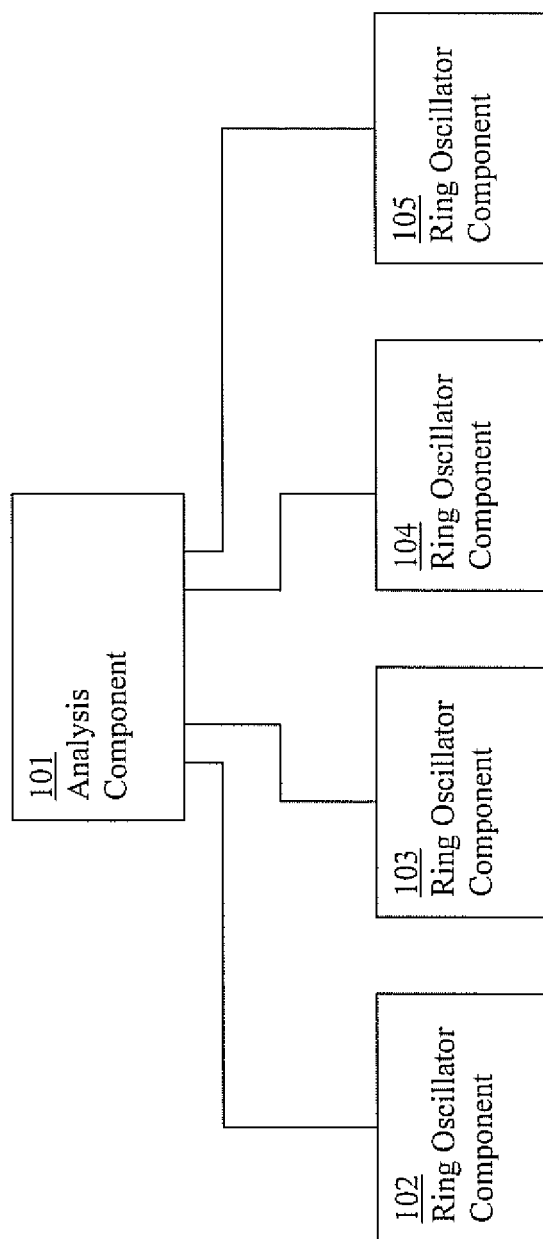 101
Analysis
Component
102
Ring Oscillator
Component
103
Ring Oscillator
Component
104
Ring Oscillator
Component
105
Ring Oscillator
Component